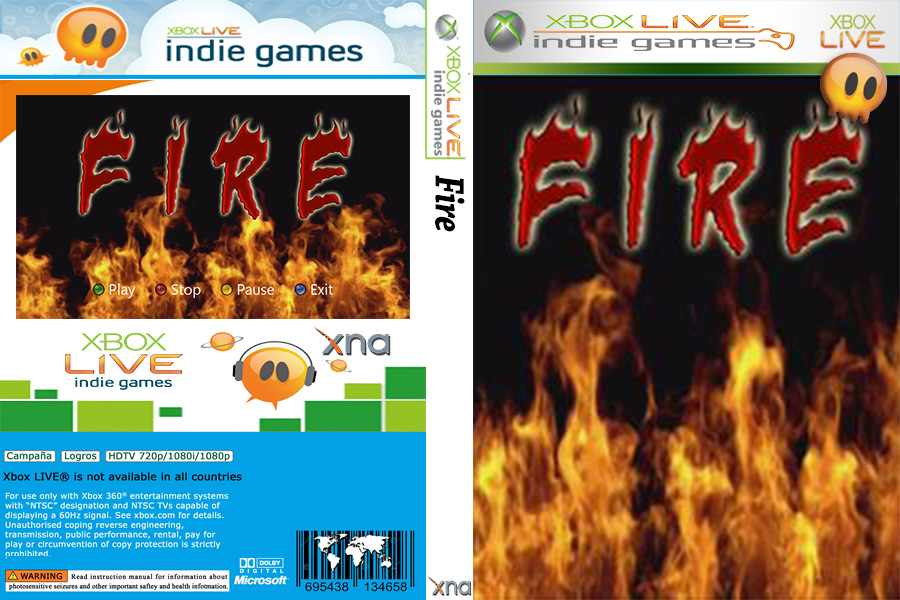 XBOX LIVE
indie games
FIRE
Play Stop Pause Exit
XBOX
LIVE
indie games
xna
Campaña Logros HDTV 720p/1080i/1080p
Xbox LIVE® is not available in all countries
For use only with Xbox 360® entertainment systems
with “NTSC” designation and NTSC TVs capable of
displaying a 60Hz signal. See xbox.com for details.
Unauthorised coping reverse engineering,
transmission, public performance, rental, pay for
play or circumvention of copy protection is strictly
prohibited.
WARNING Read instruction manual for information about
photosensitive seizures and other important saftey and health infotmation.
DOLBY
DIGITAL
Microsoft
695438 134658
XBOX LIVE
indie games
Fire
xna
XBOX LIVE
indie games
XBOX
LIVE
FIRE